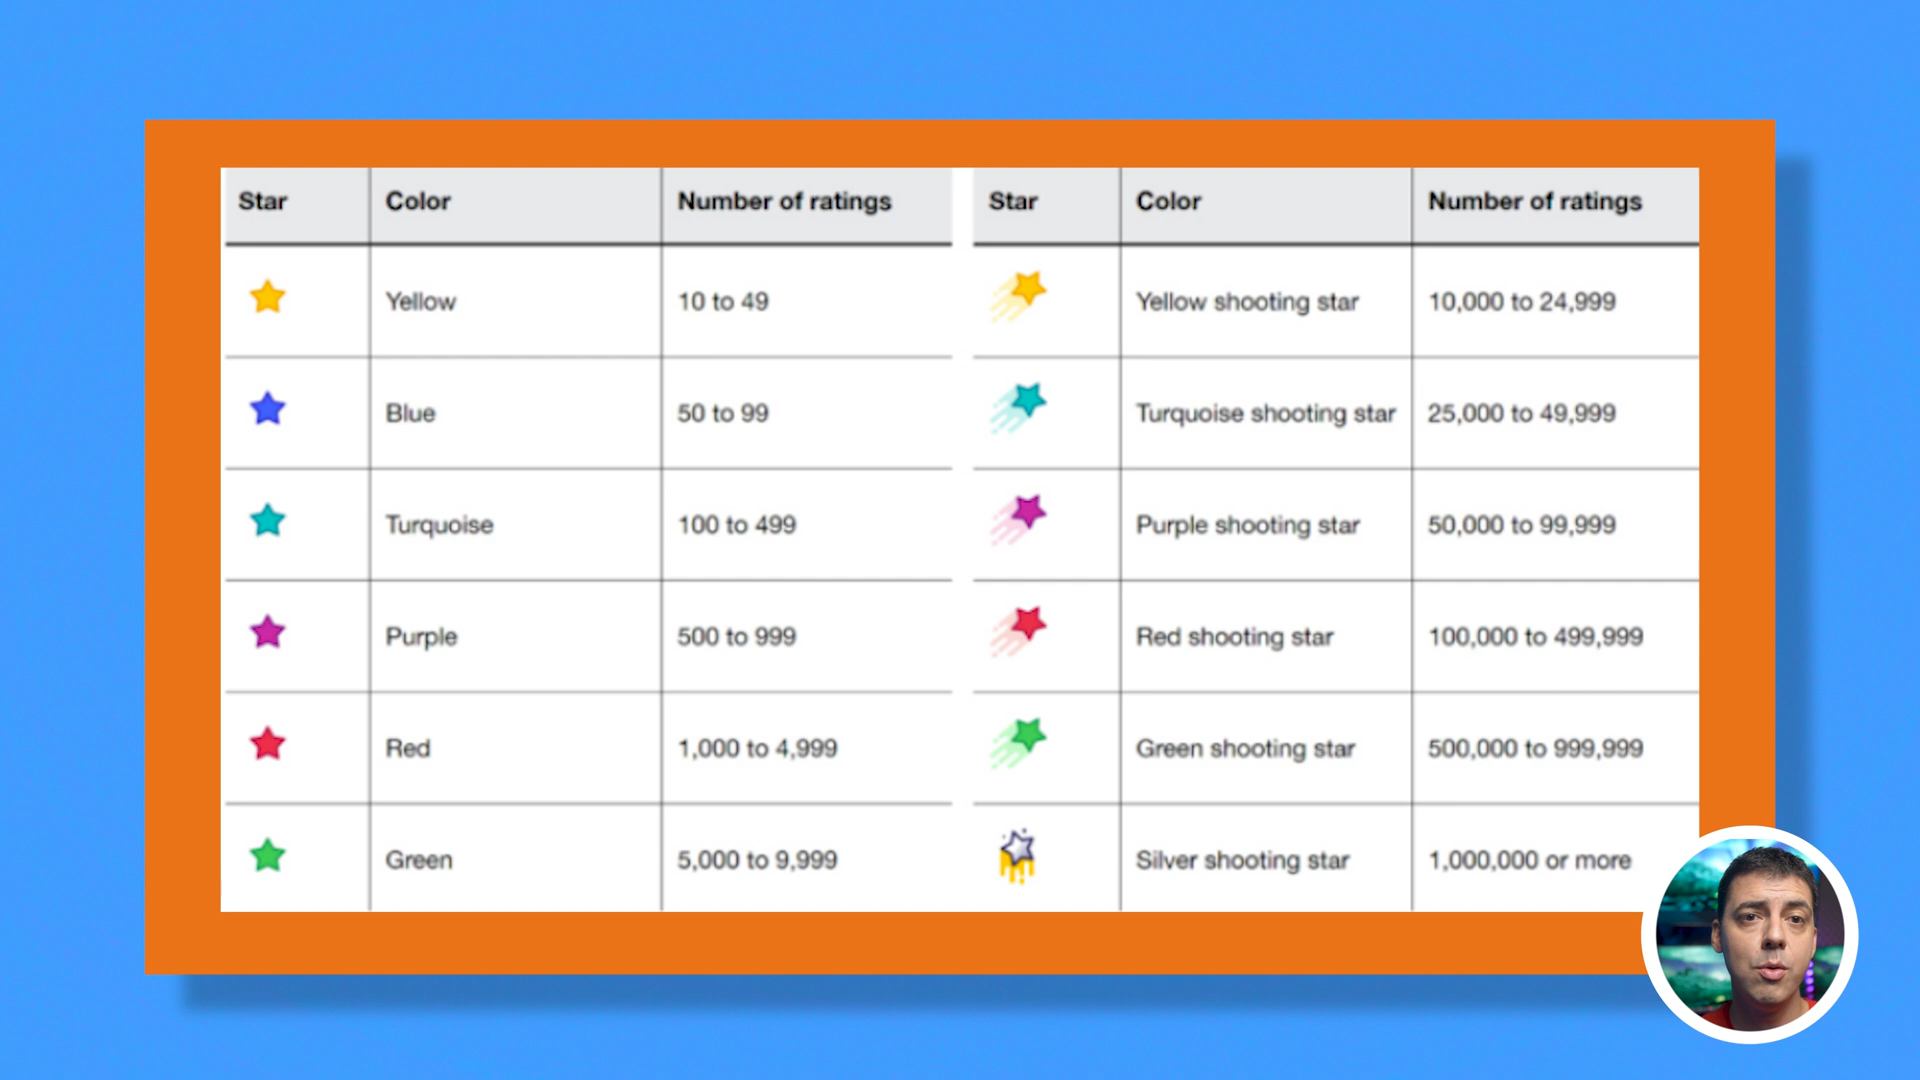 Star Color Number of ratings
Yellow 10 to 49
Blue 50 to 99
Turquoise 100 to 499
Purple 500 to 999
Red 1,000 to 4,999
Green 5,000 to 9,999
Star Color Number of ratings
Yellow shooting star 10,000 to 24,999
Turquoise shooting star 25,000 to 49,999
Purple shooting star 50,000 to 99,999
Red shooting star 100,000 to 499,999
Green shooting star 500,000 to 999,999
Silver shooting star 1,000,000 or more